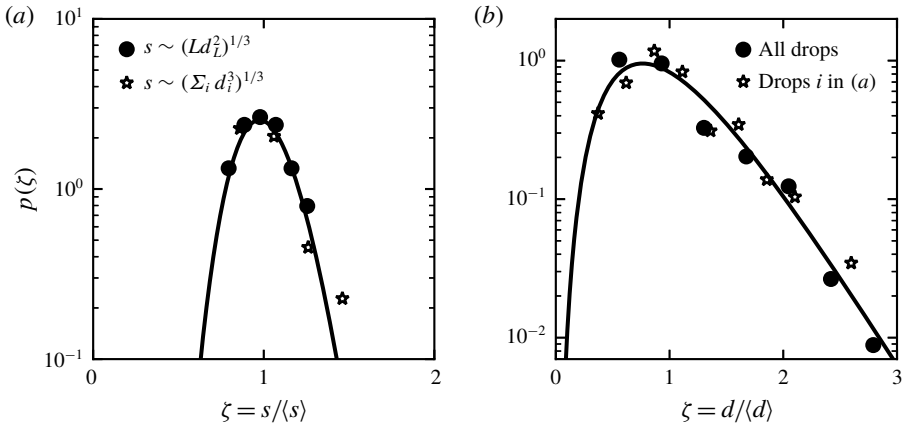 (a)
10^1
10^0
10^{-1}
p(ζ)
s ~ (Ld_L^2)^{1/3}
s ~ (Σ_i d_i^3)^{1/3}
0
1
2
ζ = s/⟨s⟩
(b)
10^0
10^{-1}
10^{-2}
All drops
Drops i in (a)
0
1
2
3
ζ = d/⟨d⟩